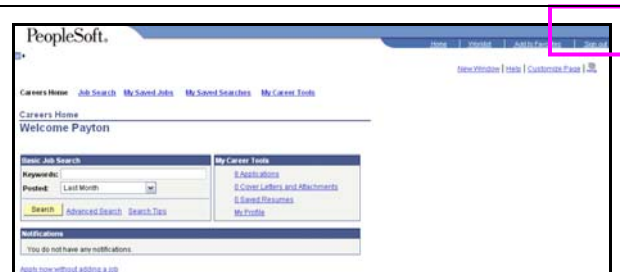 PeopleSoft.
Home | Worklist | Add to Favorites | Sign out
New Window | Help | Customize Page |
Careers Home Job Search My Saved Jobs My Saved Searches My Career Tools
Careers Home
Welcome Payton
Basic Job Search
Keywords:
Posted: Last Month
Search Advanced Search Search Tips
My Career Tools
0 Applications
0 Cover Letters and Attachments
0 Saved Resumes
My Profile
Notifications
You do not have any notifications.
Apply now without adding a job